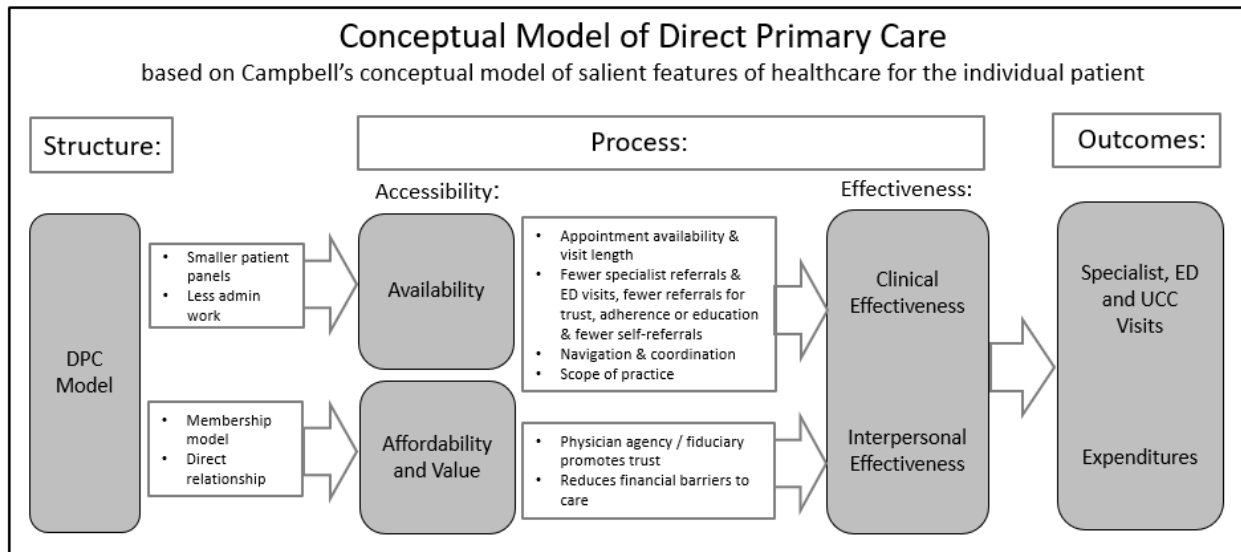 Conceptual Model of Direct Primary Care
based on Campbell's conceptual model of salient features of healthcare for the individual patient
Structure:
Process:
Outcomes:
Accessibility:
Effectiveness:
DPC
Model
• Smaller patient
panels
• Less admin
work
• Membership
model
• Direct
relationship
Availability
Affordability
and Value
• Appointment availability &
visit length
• Fewer specialist referrals &
ED visits, fewer referrals for
trust, adherence or education
& fewer self-referrals
• Navigation & coordination
• Scope of practice
• Physician agency / fiduciary
promotes trust
• Reduces financial barriers to
care
Clinical
Effectiveness
Interpersonal
Effectiveness
Specialist, ED
and UCC
Visits
Expenditures